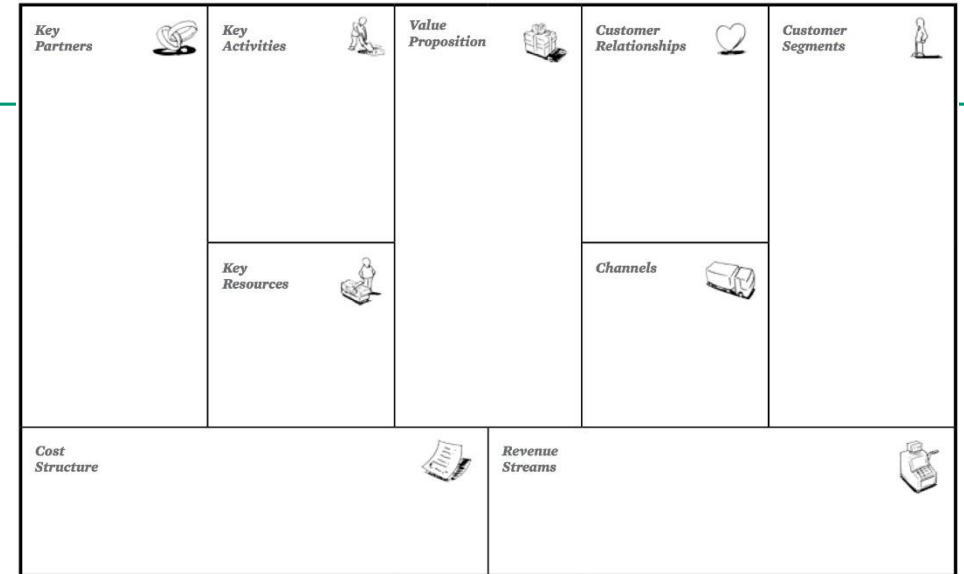 Key
Partners
Key
Activities
Value
Proposition
Customer
Relationships
Customer
Segments
Key
Resources
Channels
Cost
Structure
Revenue
Streams